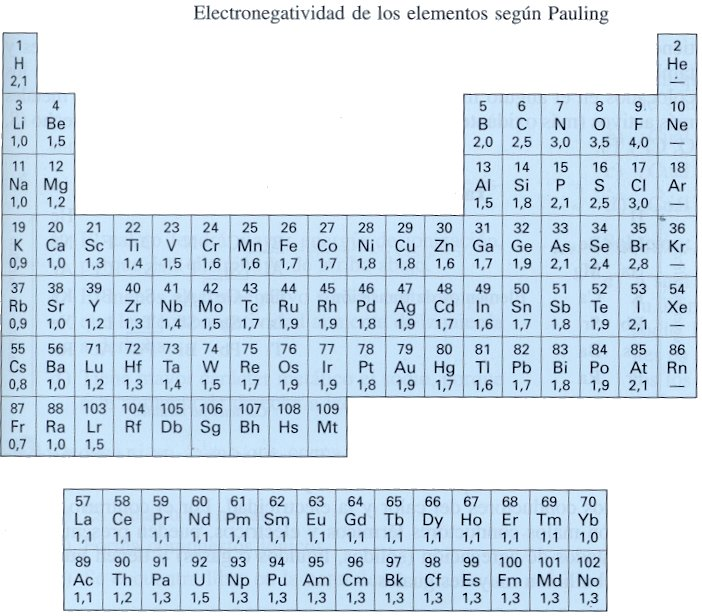 Electronegatividad de los elementos según Pauling
1 2
H He
2,1 —
3 4 5 6 7 8 9 10
Li Be B C N O F Ne
1,0 1,5 2,0 2,5 3,0 3,5 4,0 —
11 12 13 14 15 16 17 18
Na Mg Al Si P S Cl Ar
1,0 1,2 1,5 1,8 2,1 2,5 3,0 —
19 20 21 22 23 24 25 26 27 28 29 30 31 32 33 34 35 36
K Ca Sc Ti V Cr Mn Fe Co Ni Cu Zn Ga Ge As Se Br Kr
0,9 1,0 1,3 1,4 1,5 1,6 1,6 1,7 1,7 1,8 1,8 1,6 1,7 1,9 2,1 2,4 2,8 —
37 38 39 40 41 42 43 44 45 46 47 48 49 50 51 52 53 54
Rb Sr Y Zr Nb Mo Tc Ru Rh Pd Ag Cd In Sn Sb Te I Xe
0,9 1,0 1,2 1,3 1,4 1,5 1,7 1,9 1,9 1,8 1,9 1,7 1,6 1,7 1,8 1,9 2,1 —
55 56 71 72 73 74 75 76 77 78 79 80 81 82 83 84 85 86
Cs Ba Lu Hf Ta W Re Os Ir Pt Au Hg Tl Pb Bi Po At Rn
0,8 1,0 1,2 1,3 1,4 1,5 1,7 1,9 1,9 1,8 1,9 1,7 1,6 1,7 1,8 1,9 2,1 —
87 88 103 104 105 106 107 108 109
Fr Ra Lr Rf Db Sg Bh Hs Mt
0,7 1,0 1,5
57 58 59 60 61 62 63 64 65 66 67 68 69 70
La Ce Pr Nd Pm Sm Eu Gd Tb Dy Ho Er Tm Yb
1,1 1,1 1,1 1,1 1,1 1,1 1,1 1,1 1,1 1,1 1,1 1,1 1,1 1,0
89 90 91 92 93 94 95 96 97 98 99 100 101 102
Ac Th Pa U Np Pu Am Cm Bk Cf Es Fm Md No
1,1 1,2 1,3 1,5 1,3 1,3 1,3 1,3 1,3 1,3 1,3 1,3 1,3 1,3